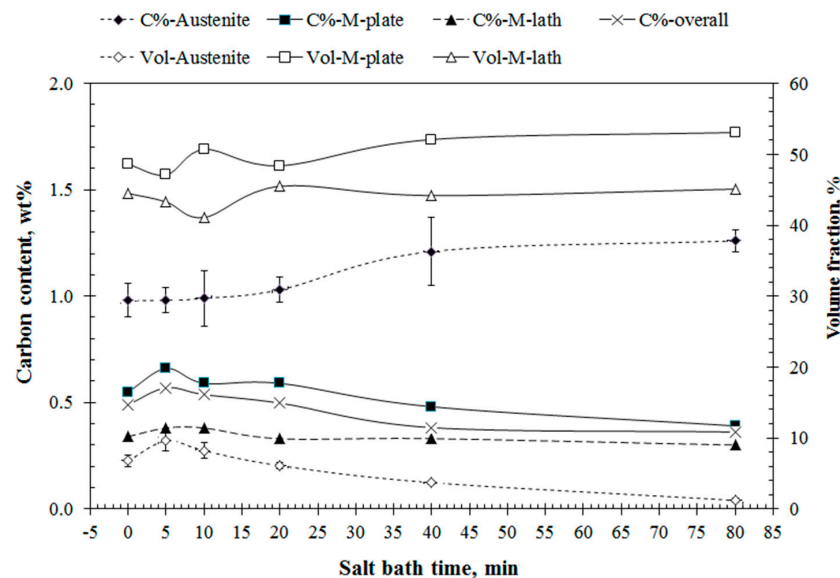 C%-Austenite C%-M-plate C%-M-lath C%-overall
Vol-Austenite Vol-M-plate Vol-M-lath
2.0 60
50
1.5
40
1.0 30
20
0.5
10
0.0 0
-5 0 5 10 15 20 25 30 35 40 45 50 55 60 65 70 75 80 85
Carbon content, wt%
Volume fraction, %
Salt bath time, min